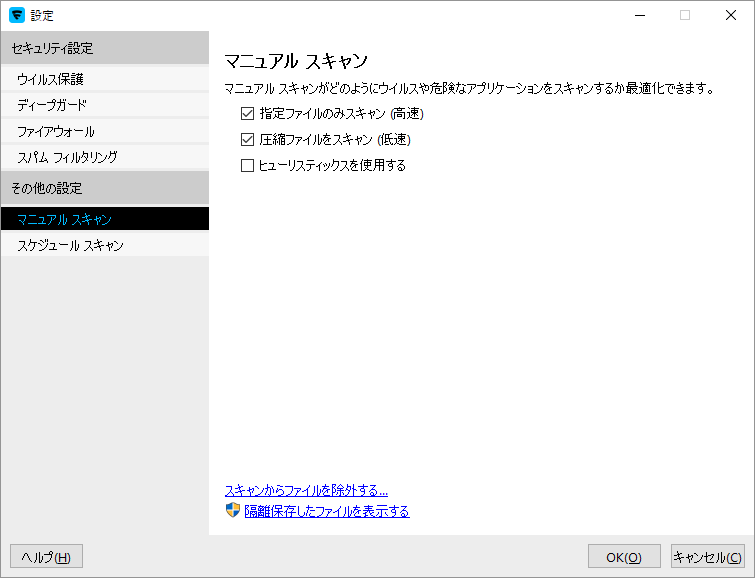 設定
セキュリティ設定
ウイルス保護
ディープガード
ファイアウォール
スパム フィルタリング
その他の設定
マニュアル スキャン
スケジュール スキャン
マニュアル スキャン
マニュアル スキャンがどのようにウイルスや危険なアプリケーションをスキャンするか最適化できます。
指定ファイルのみスキャン (高速)
圧縮ファイルをスキャン (低速)
ヒューリスティックスを使用する
スキャンからファイルを除外する...
隔離保存したファイルを表示する
ヘルプ(H)
OK(O)
キャンセル(C)